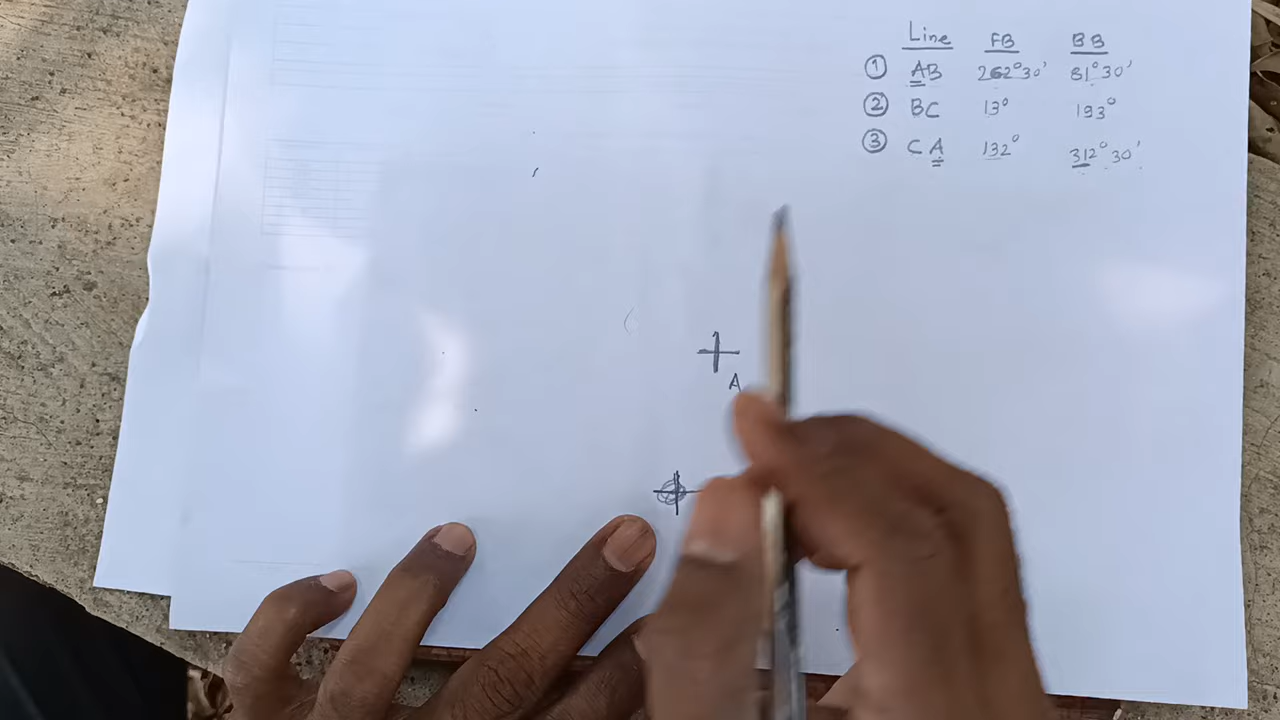 Line FB BB
① AB 262°30' 81°30'
② BC 13° 193°
③ CA 132° 312°30'
A